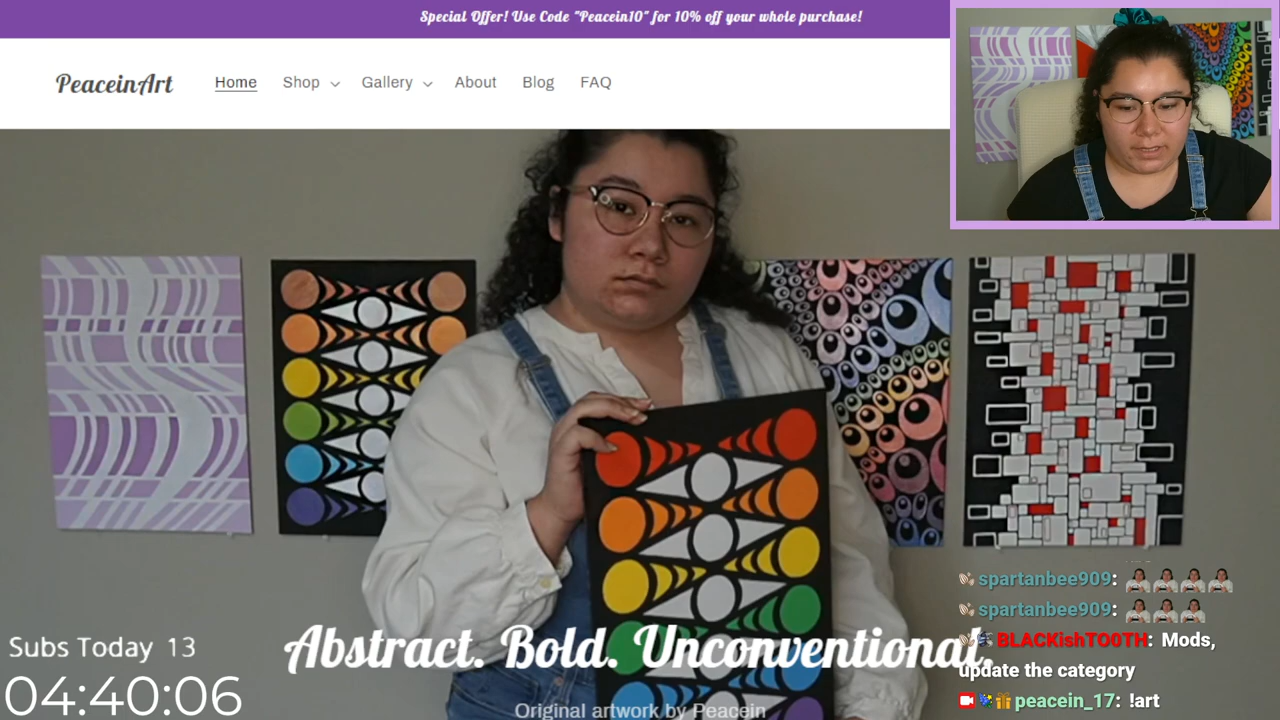 Special Offer! Use Code "Peacein10" for 10% off your whole purchase!
PeaceinArt
Home
Shop
Gallery
About
Blog
FAQ
Abstract. Bold. Unconventional.
Original artwork by Peacein
Subs Today 13
04:40:06
spartanbee909:
spartanbee909:
BLACKishTO0TH: Mods,
update the category
peacein_17: !art